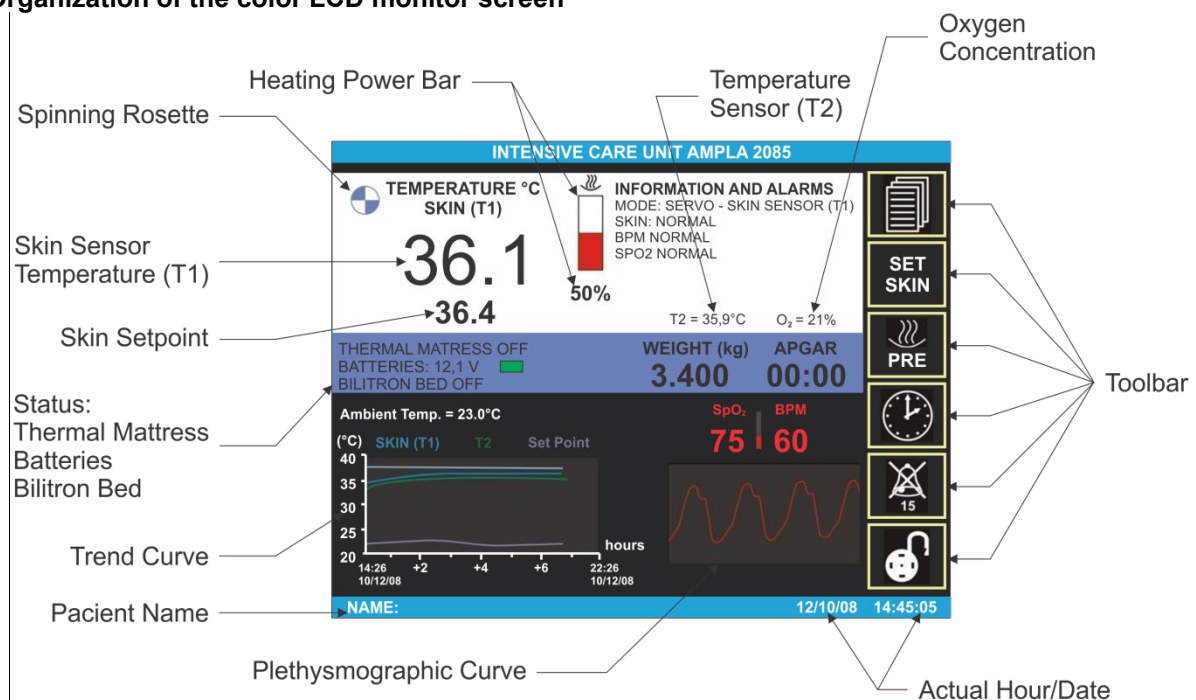 Organization of the color LCD monitor screen
Oxygen
Concentration
Heating Power Bar
Temperature
Sensor (T2)
Spinning Rosette
INTENSIVE CARE UNIT AMPLA 2085
TEMPERATURE °C
SKIN (T1)
INFORMATION AND ALARMS
MODE: SERVO - SKIN SENSOR (T1)
SKIN: NORMAL
BPM NORMAL
SPO2 NORMAL
Skin Sensor
Temperature (T1)
36.1
50%
SET
SKIN
Skin Setpoint
36.4
T2 = 35,9°C
O₂ = 21%
PRE
THERMAL MATRESS OFF
BATTERIES: 12,1 V
BILITRON BED OFF
WEIGHT (kg)
3.400
APGAR
00:00
Toolbar
Status:
Thermal Mattress
Batteries
Bilitron Bed
Ambient Temp. = 23.0°C
SpO₂
BPM
75
60
(°C)
SKIN (T1)
T2
Set Point
40
35
30
25
20
15
Trend Curve
hours
14:26
10/12/08
+2
+4
+6
22:26
10/12/08
Pacient Name
NAME:
12/10/08
14:45:05
Plethysmographic Curve
Actual Hour/Date